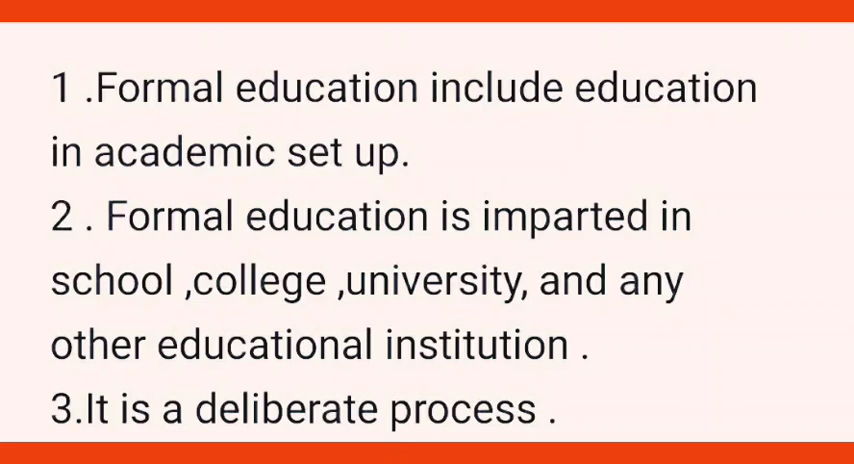 1 .Formal education include education
in academic set up.
2 . Formal education is imparted in
school ,college ,university, and any
other educational institution .
3.It is a deliberate process .